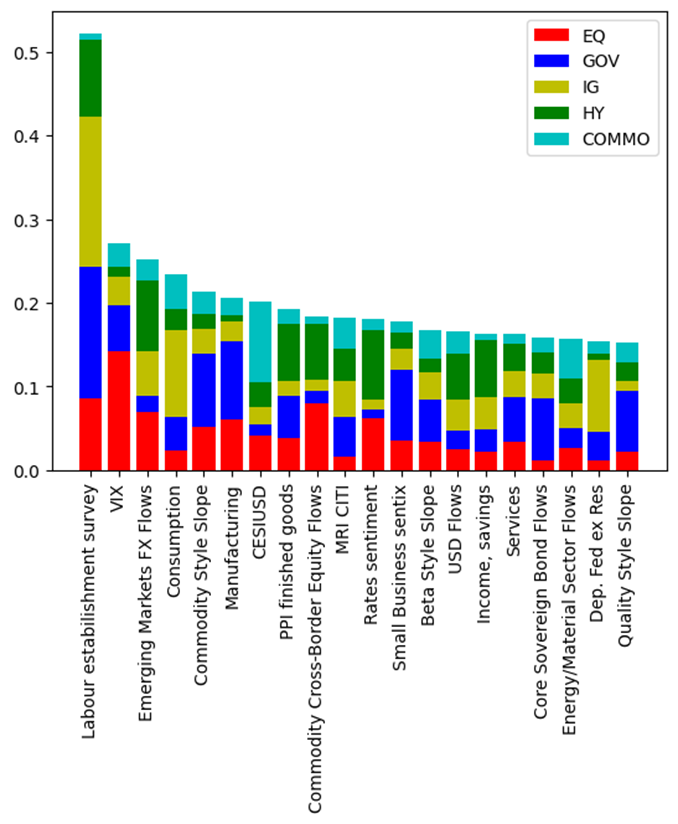 EQ
GOV
IG
HY
COMMO
0.5
0.4
0.3
0.2
0.1
0.0
Labour estabilishment survey
VIX
Emerging Markets FX Flows
Consumption
Commodity Style Slope
Manufacturing
CESIUSD
PPI finished goods
Commodity Cross-Border Equity Flows
MRI CITI
Rates sentiment
Small Business sentix
Beta Style Slope
USD Flows
Income, savings
Services
Core Sovereign Bond Flows
Energy/Material Sector Flows
Dep. Fed ex Res
Quality Style Slope